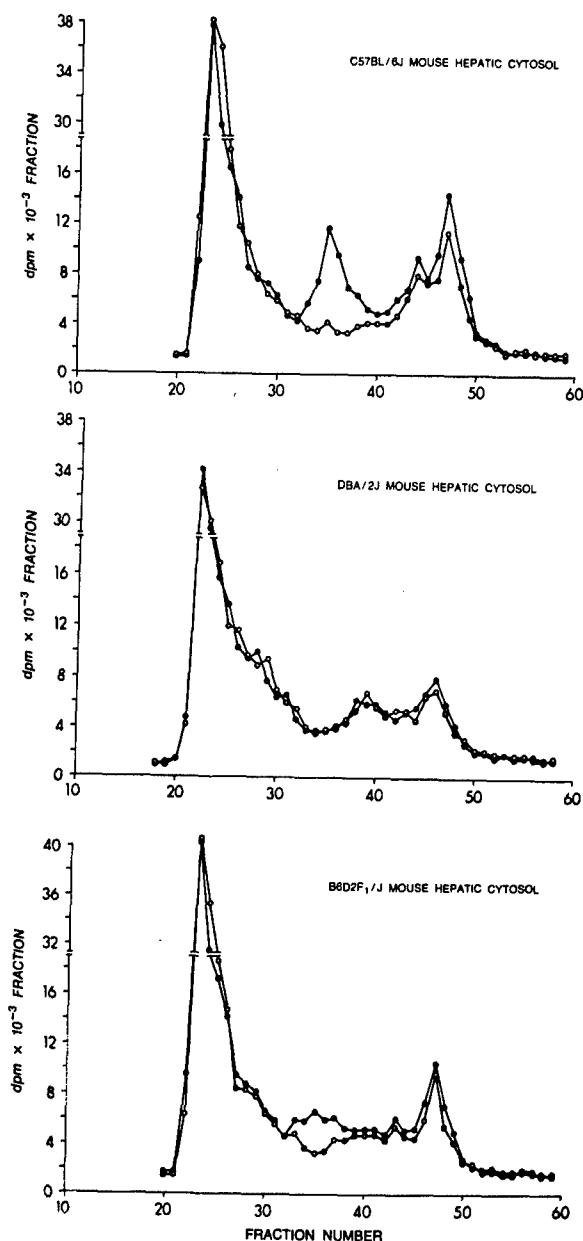 38
34
38
16
12
8
4
0
dpm × 10⁻³ FRACTION
C57BL/6J MOUSE HEPATIC CYTOSOL
10 20 30 40 50 60
38
34
32
16
12
8
4
0
dpm × 10⁻³ FRACTION
DBA/2J MOUSE HEPATIC CYTOSOL
10 20 30 40 50 60
40
36
32
16
12
8
4
0
dpm × 10⁻³ FRACTION
B6D2F₁/J MOUSE HEPATIC CYTOSOL
10 20 30 40 50 60
FRACTION NUMBER